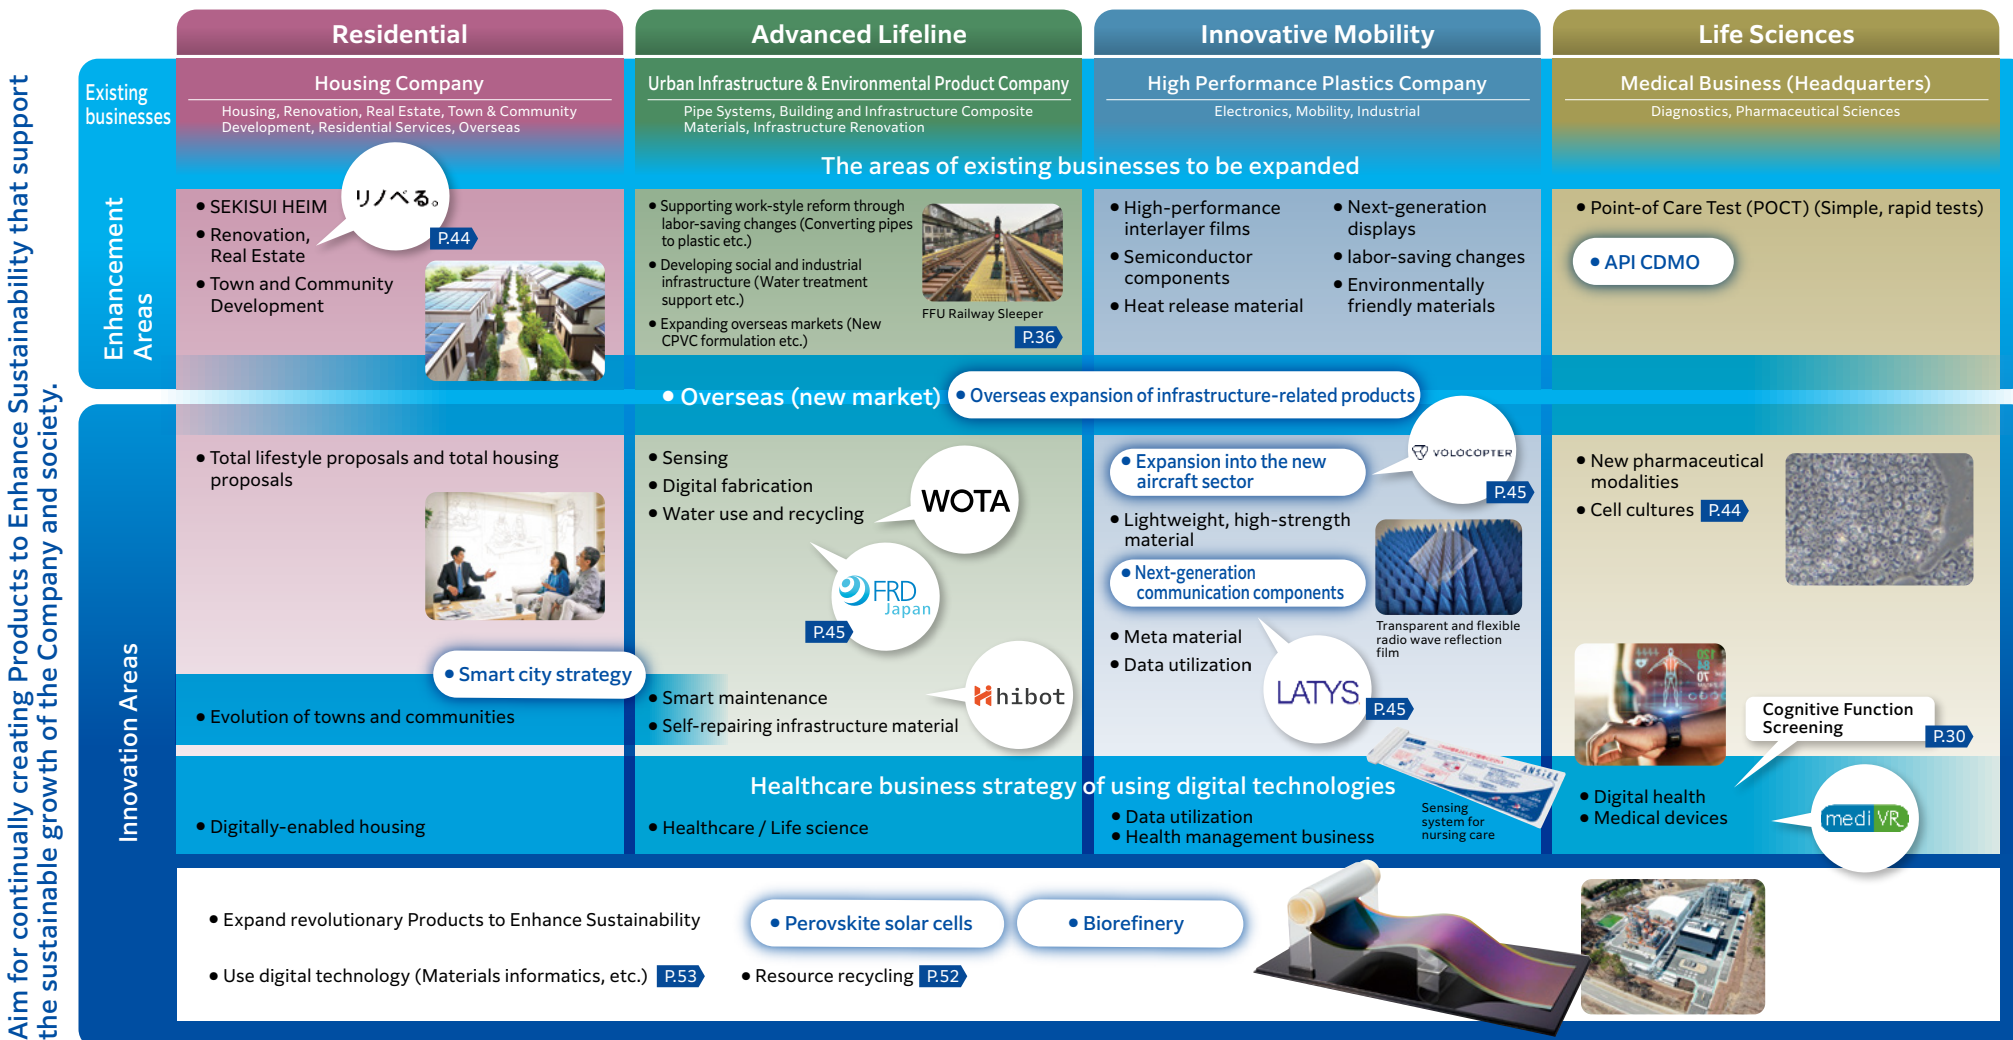 Aim for continually creating Products to Enhance Sustainability that support
the sustainable growth of the Company and society.
Residential
Advanced Lifeline
Innovative Mobility
Life Sciences
Existing
businesses
Housing Company
Housing, Renovation, Real Estate, Town & Community
Development, Residential Services, Overseas
Urban Infrastructure & Environmental Product Company
Pipe Systems, Building and Infrastructure Composite
Materials, Infrastructure Renovation
High Performance Plastics Company
Electronics, Mobility, Industrial
Medical Business (Headquarters)
Diagnostics, Pharmaceutical Sciences
The areas of existing businesses to be expanded
Enhancement
Areas
• SEKISUI HEIM
• Renovation,
Real Estate
• Town and Community
Development
リノベる。
P.44
• Supporting work-style reform through
labor-saving changes (Converting pipes
to plastic etc.)
• Developing social and industrial
infrastructure (Water treatment
support etc.)
• Expanding overseas markets (New
CPVC formulation etc.)
FFU Railway Sleeper
P.36
• High-performance
interlayer films
• Semiconductor
components
• Heat release material
• Next-generation
displays
• labor-saving changes
• Environmentally
friendly materials
• Point-of Care Test (POCT) (Simple, rapid tests)
• API CDMO
• Overseas (new market)
• Overseas expansion of infrastructure-related products
Innovation Areas
• Total lifestyle proposals and total housing
proposals
• Smart city strategy
• Evolution of towns and communities
• Sensing
• Digital fabrication
• Water use and recycling
WOTA
FRD
Japan
P.45
• Smart maintenance
• Self-repairing infrastructure material
hibot
• Expansion into the new
aircraft sector
VOLOCOPTER
P.45
• Lightweight, high-strength
material
• Next-generation
communication components
Transparent and flexible
radio wave reflection
film
• Meta material
• Data utilization
LATYS
P.45
• New pharmaceutical
modalities
• Cell cultures
P.44
Cognitive Function
Screening
P.30
Healthcare business strategy of using digital technologies
• Digitally-enabled housing
• Healthcare / Life science
• Data utilization
• Health management business
ANSIEL
Sensing
system for
nursing care
• Digital health
• Medical devices
medi VR
• Expand revolutionary Products to Enhance Sustainability
• Perovskite solar cells
• Biorefinery
• Use digital technology (Materials informatics, etc.)
P.53
• Resource recycling
P.52